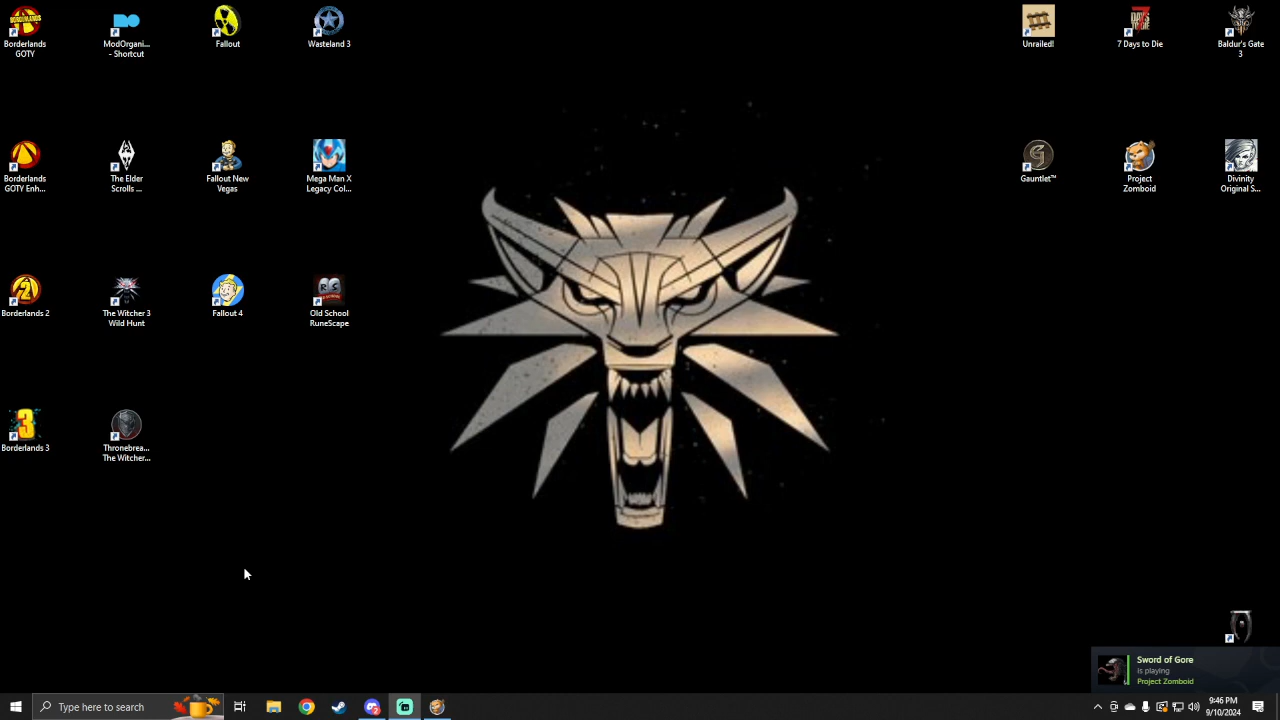 Borderlands
GOTY
ModOrgani...
- Shortcut
Fallout
Wasteland 3
Unrailed!
7 Days to Die
Baldur's Gate
3
Borderlands
GOTY Enh...
The Elder
Scrolls ...
Fallout New
Vegas
Mega Man X
Legacy Col...
Gauntlet™
Project
Zomboid
Divinity
Original S...
Borderlands 2
The Witcher 3
Wild Hunt
Fallout 4
Old School
RuneScape
Borderlands 3
Thronebrea...
The Witcher...
Sword of Gore
is playing
Project Zomboid
Type here to search
9:46 PM
9/10/2024